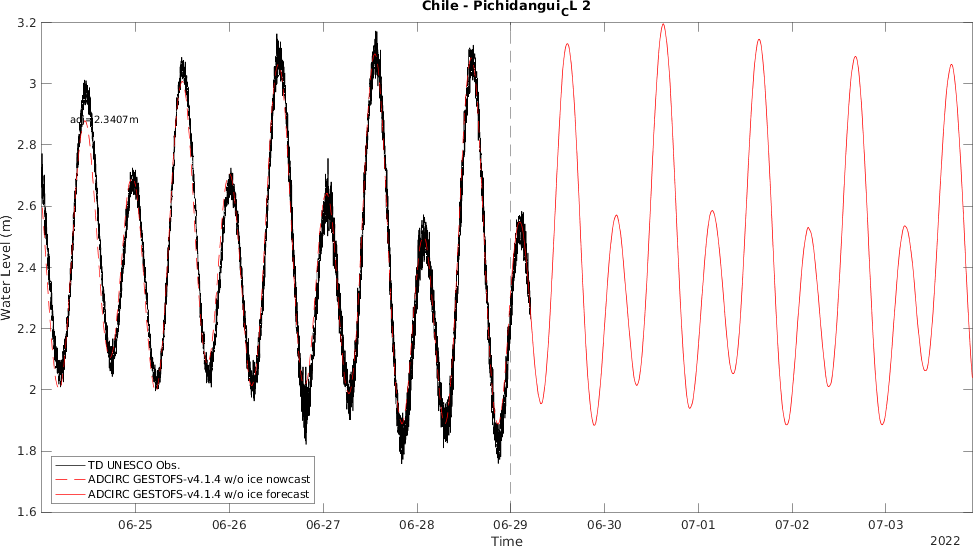 Chile - Pichidangui_CL 2
3.2
3
2.8
2.6
2.4
2.2
2
1.8
1.6
Water Level (m)
adj=2.3407m
TD UNESCO Obs.
ADCIRC GESTOFS-v4.1.4 w/o ice nowcast
ADCIRC GESTOFS-v4.1.4 w/o ice forecast
06-25 06-26 06-27 06-28 06-29 06-30 07-01 07-02 07-03
Time
2022